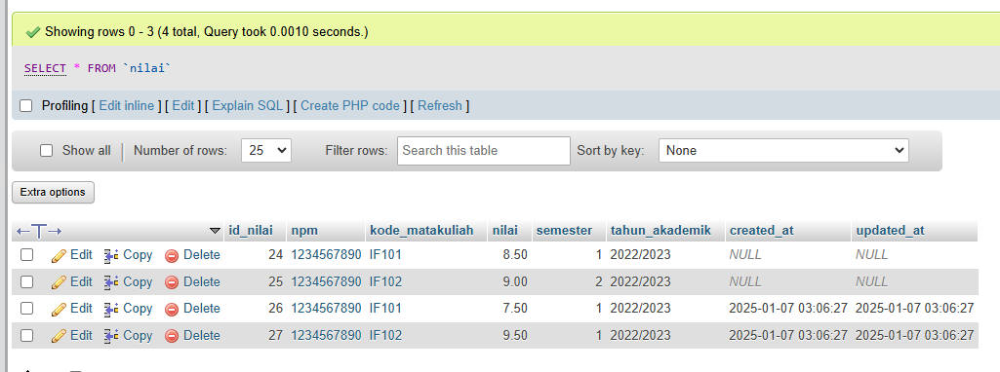 Showing rows 0 - 3 (4 total, Query took 0.0010 seconds.)
SELECT * FROM `nilai`
Profiling [ Edit inline ] [ Edit ] [ Explain SQL ] [ Create PHP code ] [ Refresh ]
Show all Number of rows: 25 Filter rows: Search this table Sort by key: None
Extra options
id_nilai npm kode_matakuliah nilai semester tahun_akademik created_at updated_at
Edit Copy Delete 24 1234567890 IF101 8.50 1 2022/2023 NULL NULL
Edit Copy Delete 25 1234567890 IF102 9.00 2 2022/2023 NULL NULL
Edit Copy Delete 26 1234567890 IF101 7.50 1 2022/2023 2025-01-07 03:06:27 2025-01-07 03:06:27
Edit Copy Delete 27 1234567890 IF102 9.50 1 2022/2023 2025-01-07 03:06:27 2025-01-07 03:06:27